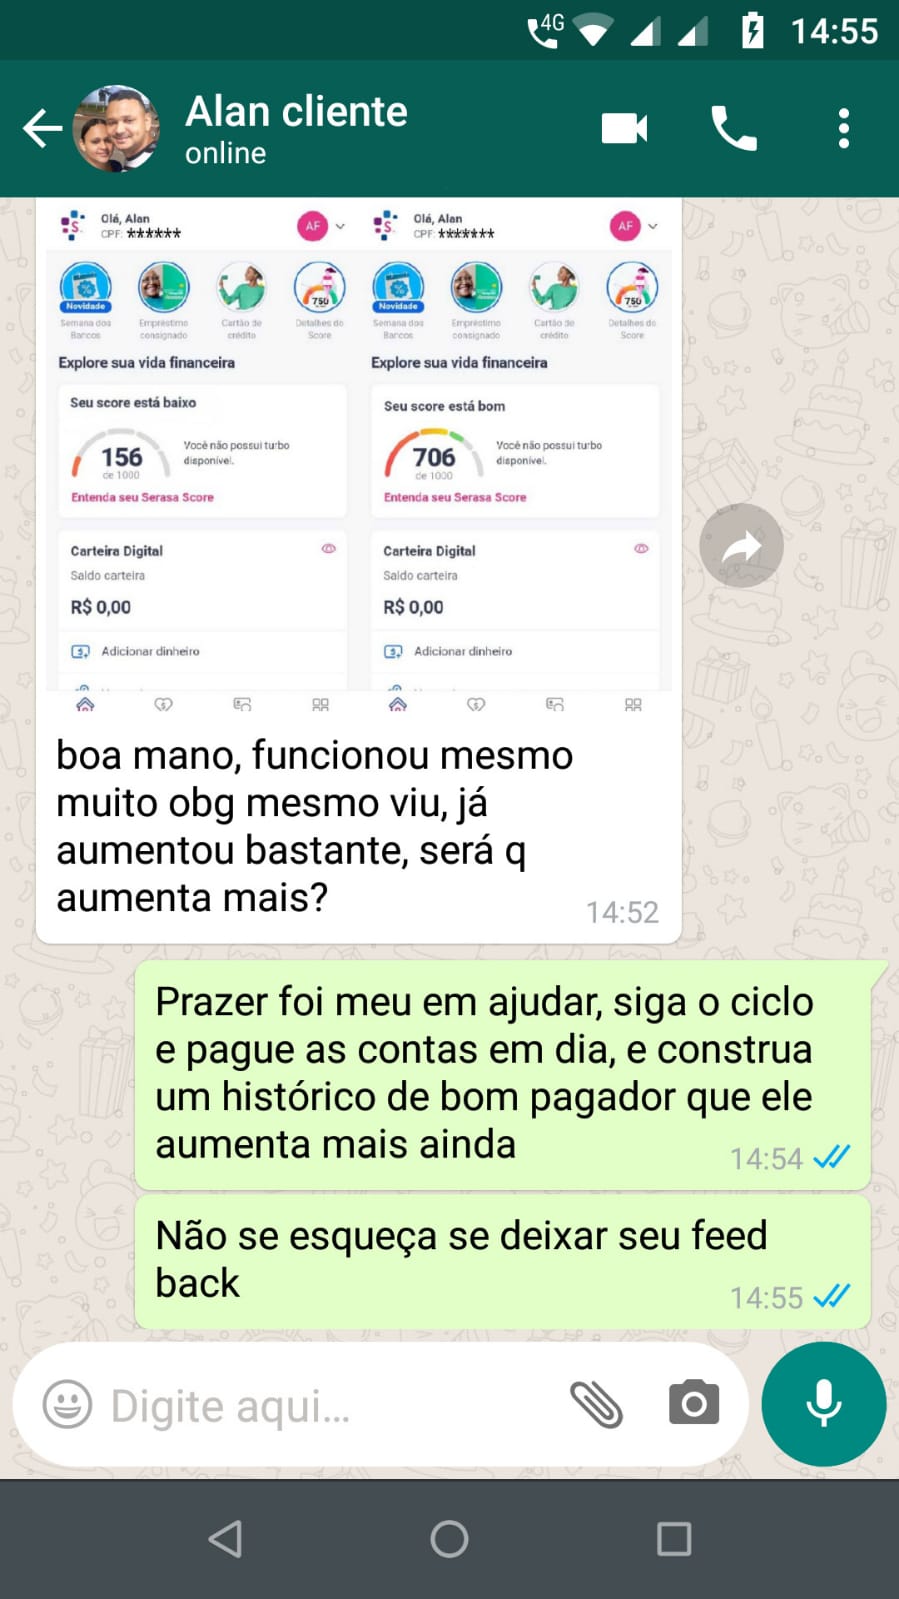 4G 14:55
Alan cliente
online
Olá, Alan
CPF: ******
AF
Novidade
Semana dos Bancos
Empréstimo consignado
Cartão de crédito
750
Detalhes do Score
Explore sua vida financeira
Seu score está baixo
156
de 1000
Você não possui turbo
disponível.
Entenda seu Serasa Score
Carteira Digital
Saldo carteira
R$ 0,00
Adicionar dinheiro
Olá, Alan
CPF: *******
AF
Novidade
Semana dos Bancos
Empréstimo consignado
Cartão de crédito
750
Detalhes do Score
Explore sua vida financeira
Seu score está bom
706
de 1000
Você não possui turbo
disponível.
Entenda seu Serasa Score
Carteira Digital
Saldo carteira
R$ 0,00
Adicionar dinheiro
boa mano, funcionou mesmo
muito obg mesmo viu, já
aumentou bastante, será q
aumenta mais?
14:52
Prazer foi meu em ajudar, siga o ciclo
e pague as contas em dia, e construa
um histórico de bom pagador que ele
aumenta mais ainda
14:54
Não se esqueça se deixar seu feed
back
14:55
Digite aqui...